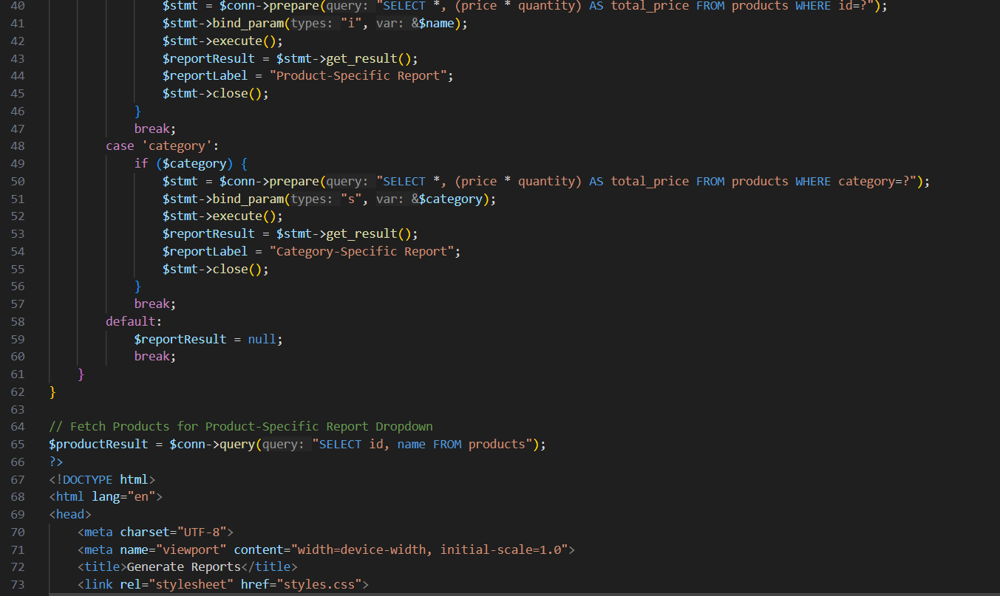 40 $stmt = $conn->prepare(query: "SELECT *, (price * quantity) AS total_price FROM products WHERE id=?");
41 $stmt->bind_param(types: "i", var: &$name);
42 $stmt->execute();
43 $reportResult = $stmt->get_result();
44 $reportLabel = "Product-Specific Report";
45 $stmt->close();
46 }
47 break;
48 case 'category':
49 if ($category) {
50 $stmt = $conn->prepare(query: "SELECT *, (price * quantity) AS total_price FROM products WHERE category=?");
51 $stmt->bind_param(types: "s", var: &$category);
52 $stmt->execute();
53 $reportResult = $stmt->get_result();
54 $reportLabel = "Category-Specific Report";
55 $stmt->close();
56 }
57 break;
58 default:
59 $reportResult = null;
60 break;
61 }
62 }
63
64 // Fetch Products for Product-Specific Report Dropdown
65 $productResult = $conn->query(query: "SELECT id, name FROM products");
66 ?>
67 <!DOCTYPE html>
68 <html lang="en">
69 <head>
70 <meta charset="UTF-8">
71 <meta name="viewport" content="width=device-width, initial-scale=1.0">
72 <title>Generate Reports</title>
73 <link rel="stylesheet" href="styles.css">